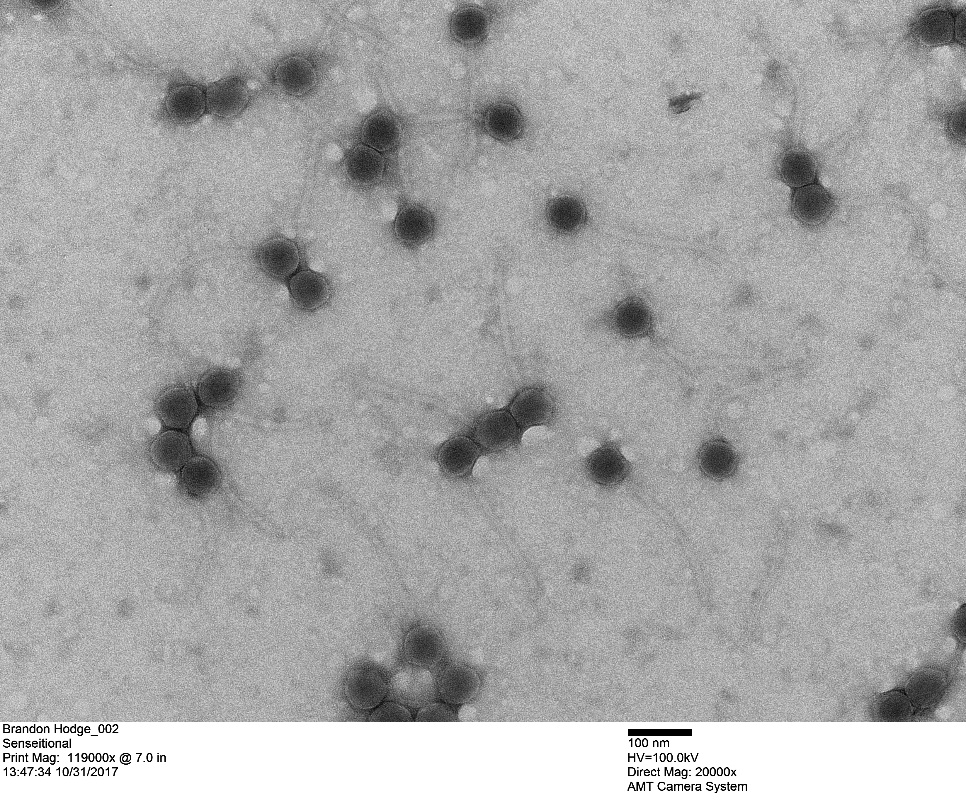 Brandon Hodge_002
Senseitional
Print Mag: 119000x @ 7.0 in
13:47:34 10/31/2017
100 nm
HV=100.0kV
Direct Mag: 20000x
AMT Camera System